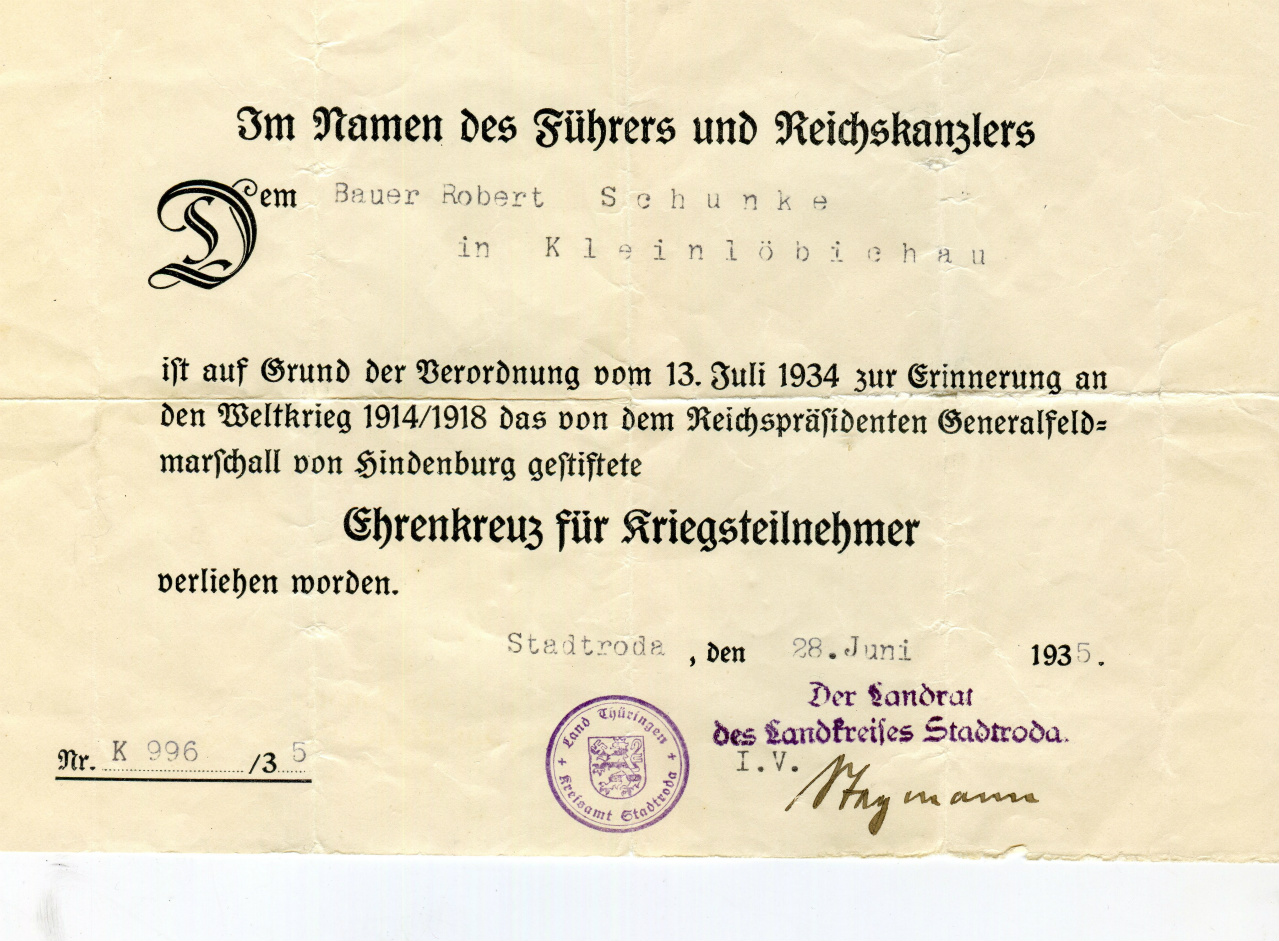 Im Namen des Führers und Reichskanzlers
Dem Bauer Robert Schunke
in Kleinlöbichau
ist auf Grund der Verordnung vom 13. Juli 1934 zur Erinnerung an
den Weltkrieg 1914/1918 das von dem Reichspräsidenten Generalfeld=
marschall von Hindenburg gestiftete
Ehrenkreuz für Kriegsteilnehmer
verliehen worden.
Stadtroda, den 28. Juni 1935.
Der Landrat
des Landkreises Stadtroda.
I.V.
Land Thüringen
Kreisamt Stadtroda
Nr. K 996 /35